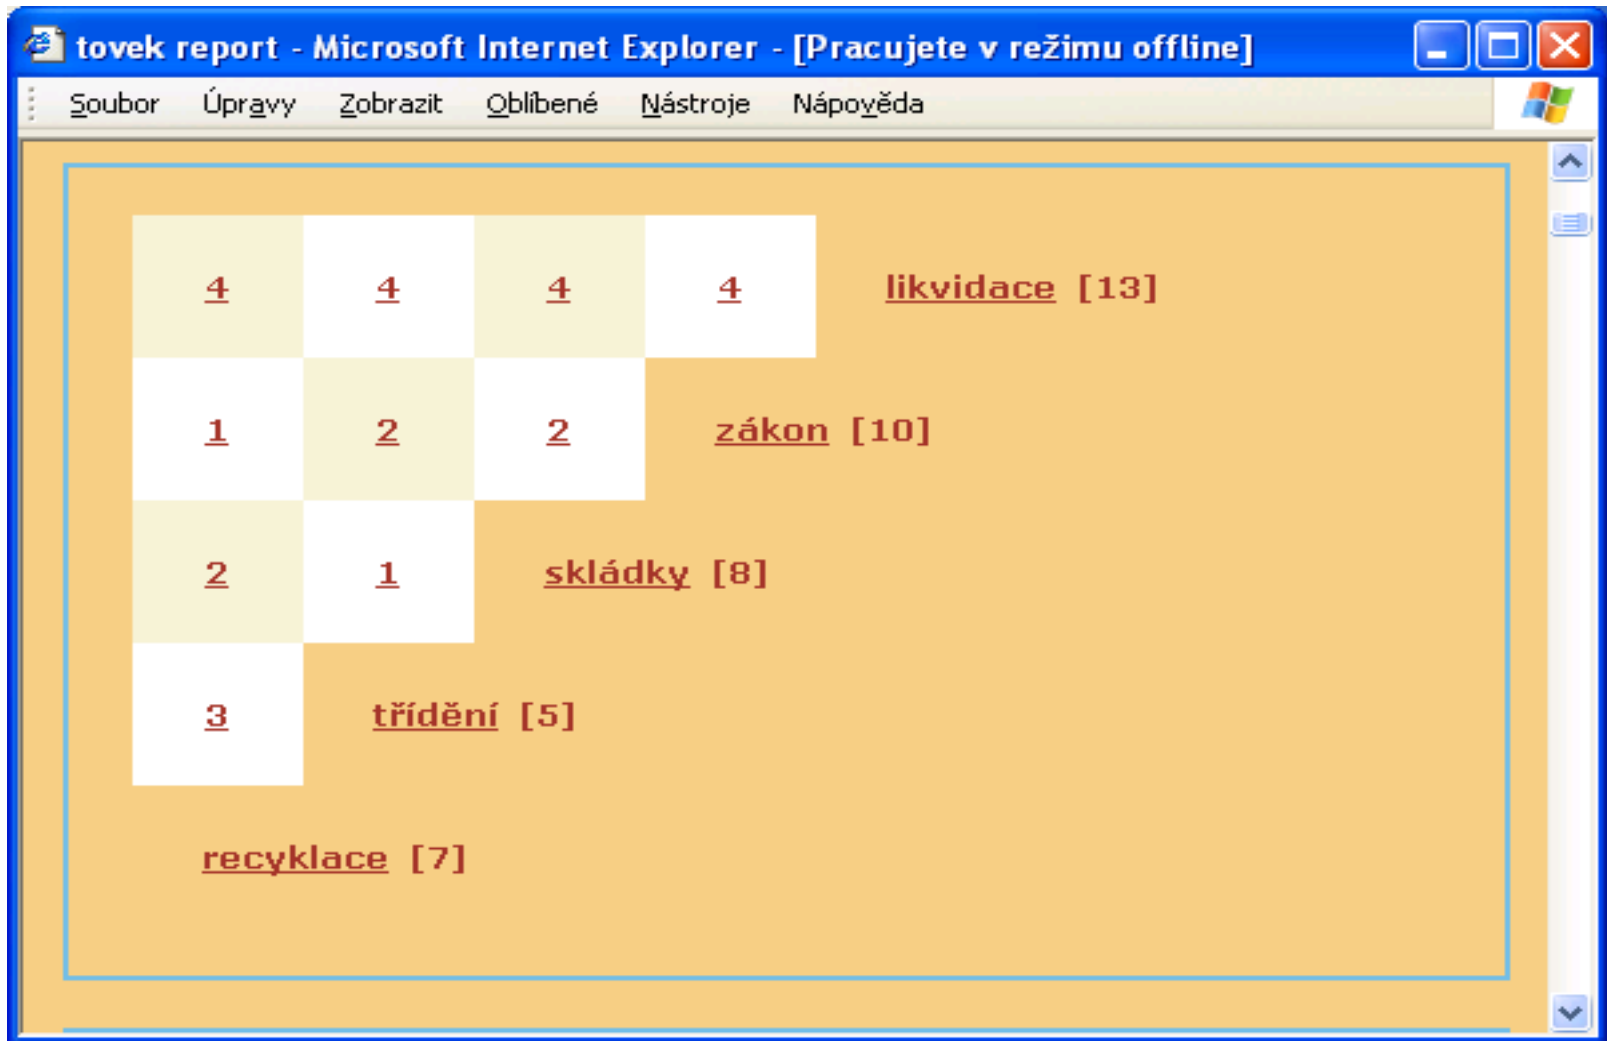 tovek report - Microsoft Internet Explorer - [Pracujete v režimu offline]
Soubor Úpravy Zobrazit Oblíbené Nástroje Nápověda
4 4 4 4 likvidace [13]
1 2 2 zákon [10]
2 1 skládky [8]
3 třídění [5]
recyklace [7]